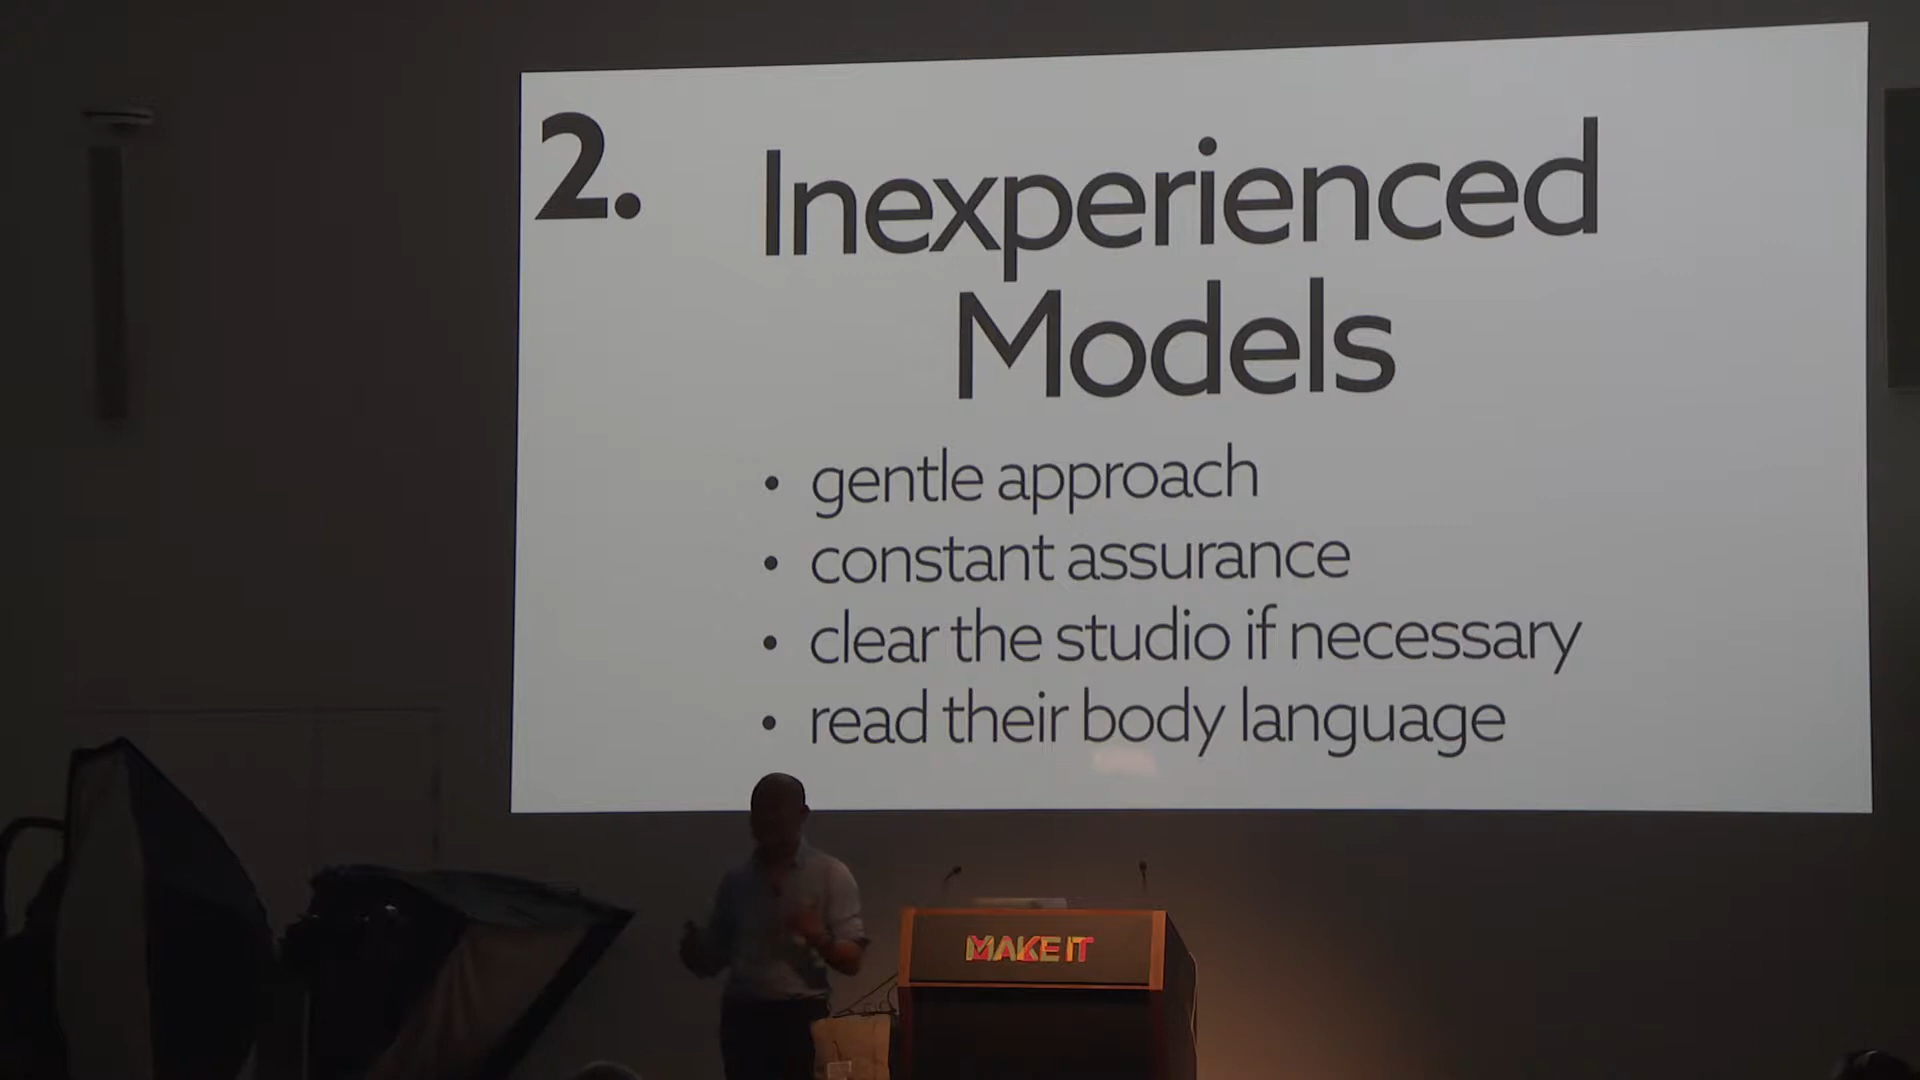 2.
Inexperienced
Models
• gentle approach
• constant assurance
• clear the studio if necessary
• read their body language
MAKE IT